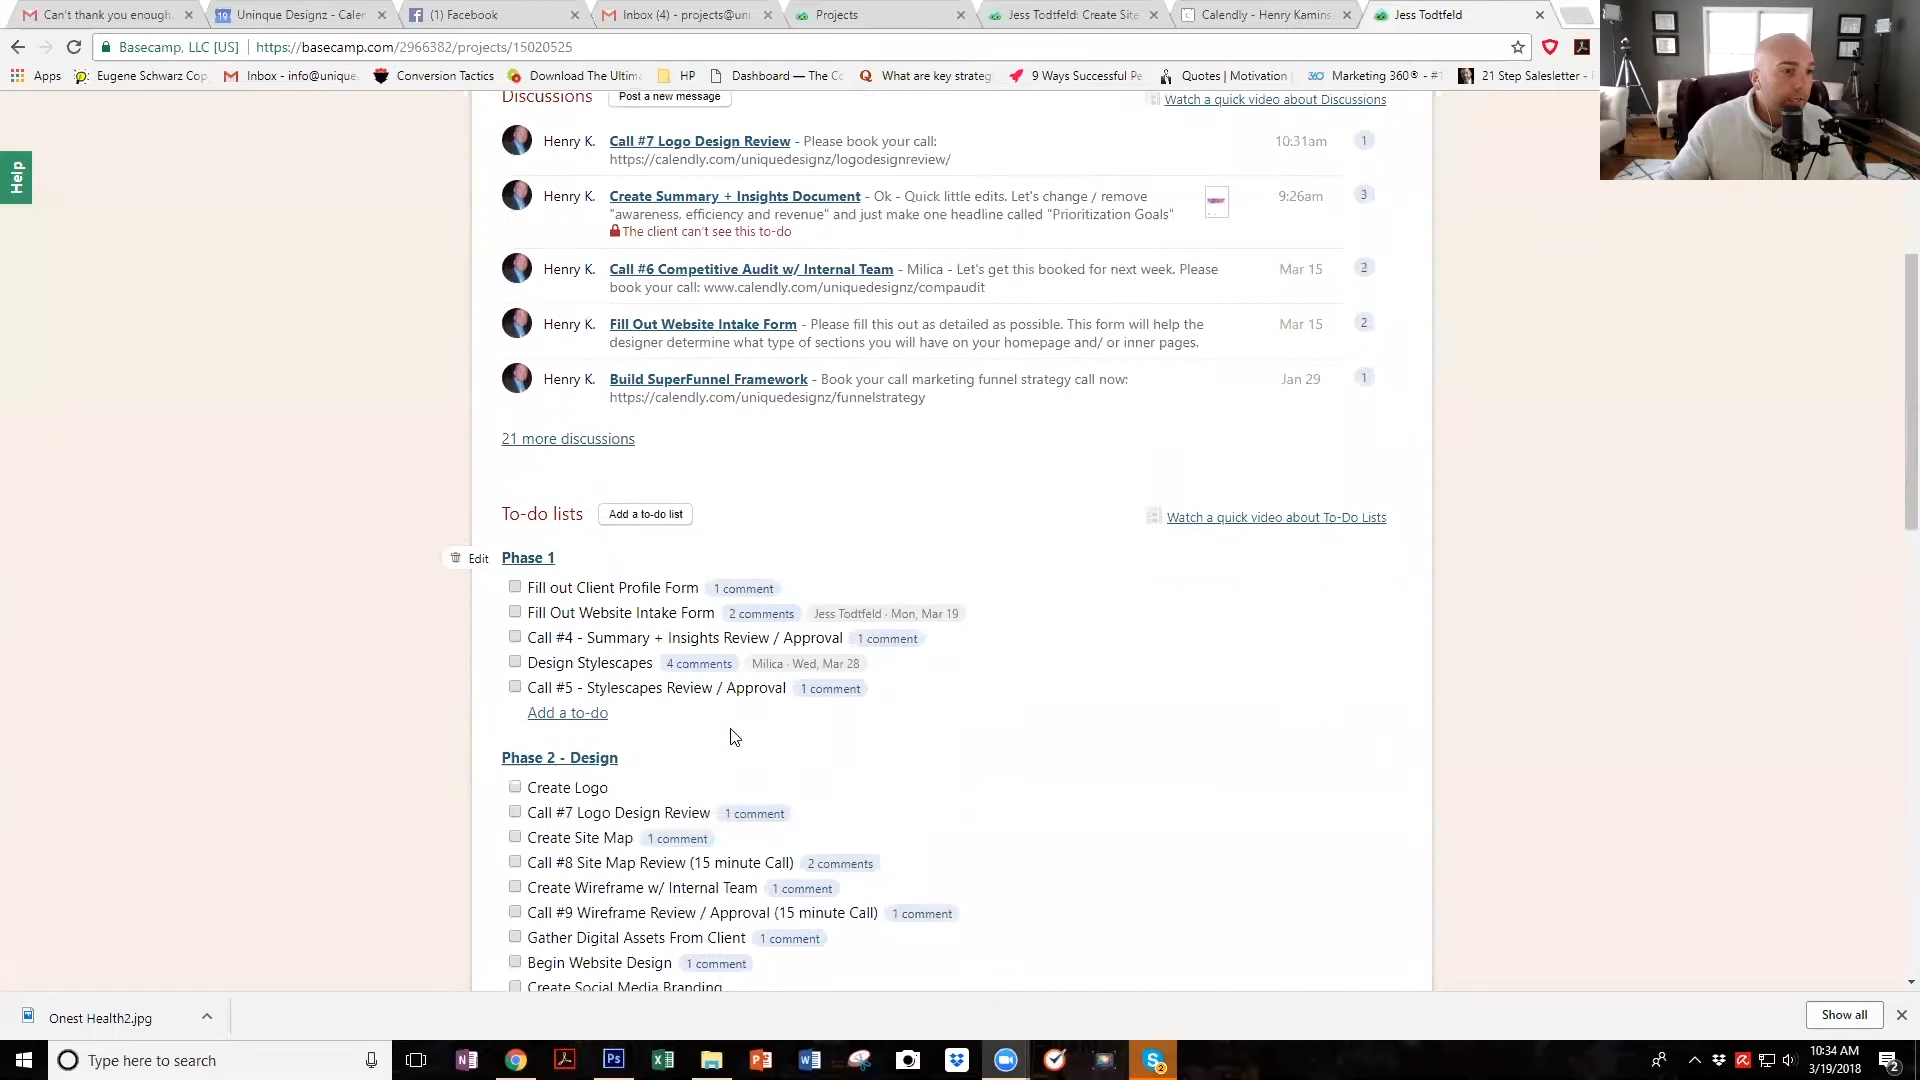 Can't thank you enough.
Uninque Designz - Caler
(1) Facebook
Inbox (4) - projects@uni
Projects
Jess Todtfeld: Create Site
Calendly - Henry Kamins
Jess Todtfeld
Basecamp, LLC [US]
https://basecamp.com/2966382/projects/15020525
Apps
Eugene Schwarz Cop
Inbox - info@unique
Conversion Tactics
Download The Ultim
HP
Dashboard — The Co
What are key strateg
9 Ways Successful Pe
Quotes | Motivation
Marketing 360® - #1
21 Step Salesletter -
Help
Discussions
Post a new message
Watch a quick video about Discussions
Henry K.
Call #7 Logo Design Review - Please book your call:
https://calendly.com/uniquedesignz/logodesignreview/
10:31am
1
Henry K.
Create Summary + Insights Document - Ok - Quick little edits. Let's change / remove
"awareness, efficiency and revenue" and just make one headline called "Prioritization Goals"
The client can't see this to-do
9:26am
3
Henry K.
Call #6 Competitive Audit w/ Internal Team - Milica - Let's get this booked for next week. Please
book your call: www.calendly.com/uniquedesignz/compaudit
Mar 15
2
Henry K.
Fill Out Website Intake Form - Please fill this out as detailed as possible. This form will help the
designer determine what type of sections you will have on your homepage and/ or inner pages.
Mar 15
2
Henry K.
Build SuperFunnel Framework - Book your call marketing funnel strategy call now:
https://calendly.com/uniquedesignz/funnelstrategy
Jan 29
1
21 more discussions
To-do lists
Add a to-do list
Watch a quick video about To-Do Lists
Edit
Phase 1
Fill out Client Profile Form 1 comment
Fill Out Website Intake Form 2 comments Jess Todtfeld · Mon, Mar 19
Call #4 - Summary + Insights Review / Approval 1 comment
Design Stylescapes 4 comments Milica · Wed, Mar 28
Call #5 - Stylescapes Review / Approval 1 comment
Add a to-do
Phase 2 - Design
Create Logo
Call #7 Logo Design Review 1 comment
Create Site Map 1 comment
Call #8 Site Map Review (15 minute Call) 2 comments
Create Wireframe w/ Internal Team 1 comment
Call #9 Wireframe Review / Approval (15 minute Call) 1 comment
Gather Digital Assets From Client 1 comment
Begin Website Design 1 comment
Create Social Media Branding
Onest Health2.jpg
Show all
Type here to search
10:34 AM
3/19/2018
2